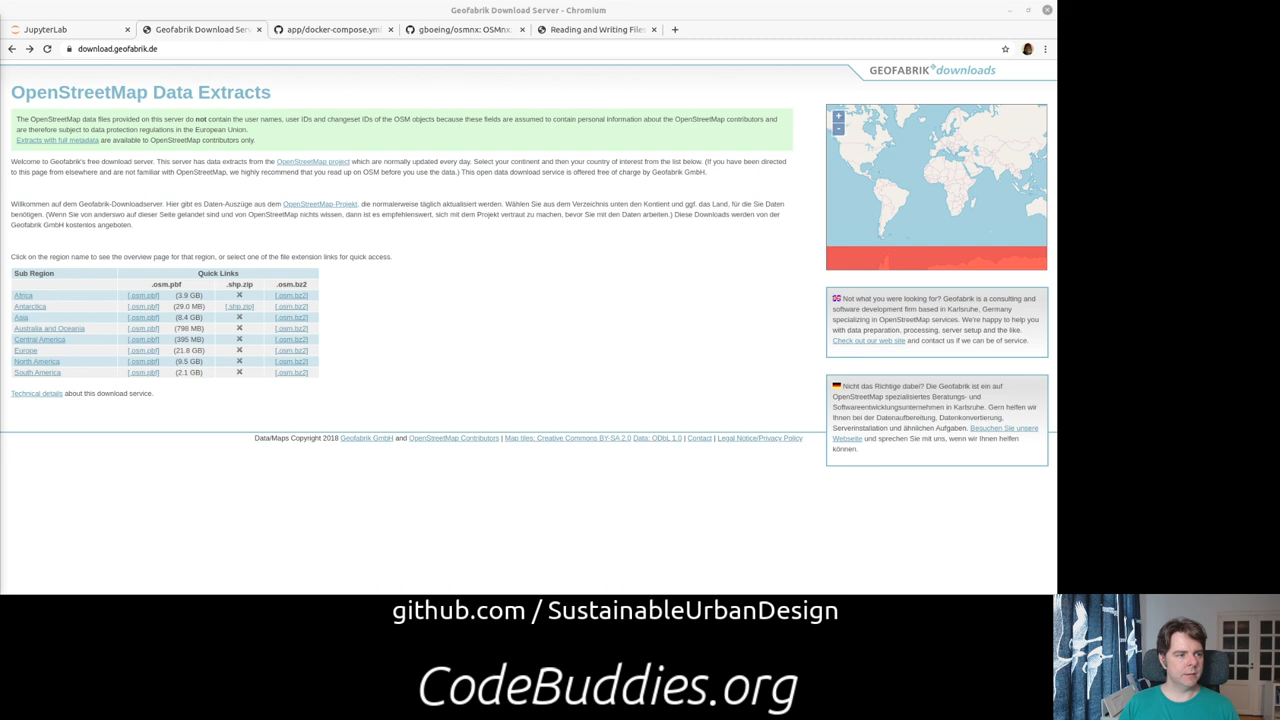 Geofabrik Download Server - Chromium
JupyterLab
Geofabrik Download Serv
app/docker-compose.yml
gboeing/osmnx: OSMnx:
Reading and Writing Files
download.geofabrik.de
GEOFABRIK downloads
OpenStreetMap Data Extracts
The OpenStreetMap data files provided on this server do not contain the user names, user IDs and changeset IDs of the OSM objects because these fields are assumed to contain personal information about the OpenStreetMap contributors and
are therefore subject to data protection regulations in the European Union.
Extracts with full metadata are available to OpenStreetMap contributors only.
Welcome to Geofabrik's free download server. This server has data extracts from the OpenStreetMap project which are normally updated every day. Select your continent and then your country of interest from the list below. (If you have been directed
to this page from elsewhere and are not familiar with OpenStreetMap, we highly recommend that you read up on OSM before you use the data.) This open data download service is offered free of charge by Geofabrik GmbH.
Willkommen auf dem Geofabrik-Downloadserver. Hier gibt es Daten-Auszüge aus dem OpenStreetMap-Projekt, die normalerweise täglich aktualisiert werden. Wählen Sie aus dem Verzeichnis unten den Kontient und ggf. das Land, für die Sie Daten
benötigen. (Wenn Sie von anderswo auf dieser Seite gelandet sind und von OpenStreetMap nichts wissen, dann ist es empfehlenswert, sich mit dem Projekt vertraut zu machen, bevor Sie mit den Daten arbeiten.) Diese Downloads werden von der
Geofabrik GmbH kostenlos angeboten.
Click on the region name to see the overview page for that region, or select one of the file extension links for quick access.
Sub Region Quick Links
.osm.pbf .shp.zip .osm.bz2
Africa [.osm.pbf] (3.9 GB) ✘ [.osm.bz2]
Antarctica [.osm.pbf] (29.0 MB) [.shp.zip] [.osm.bz2]
Asia [.osm.pbf] (8.4 GB) ✘ [.osm.bz2]
Australia and Oceania [.osm.pbf] (798 MB) ✘ [.osm.bz2]
Central America [.osm.pbf] (395 MB) ✘ [.osm.bz2]
Europe [.osm.pbf] (21.8 GB) ✘ [.osm.bz2]
North America [.osm.pbf] (9.5 GB) ✘ [.osm.bz2]
South America [.osm.pbf] (2.1 GB) ✘ [.osm.bz2]
Technical details about this download service.
+
-
Not what you were looking for? Geofabrik is a consulting and
software development firm based in Karlsruhe, Germany
specializing in OpenStreetMap services. We're happy to help you
with data preparation, processing, server setup and the like.
Check out our web site and contact us if we can be of service.
Nicht das Richtige dabei? Die Geofabrik ist ein auf
OpenStreetMap spezialisiertes Beratungs- und
Softwareentwicklungsunternehmen in Karlsruhe. Gern helfen wir
Ihnen bei der Datenaufbereitung, Datenkonvertierung,
Serverinstallation und ähnlichen Aufgaben. Besuchen Sie unsere
Webseite und sprechen Sie mit uns, wenn wir Ihnen helfen
können.
Data/Maps Copyright 2018 Geofabrik GmbH and OpenStreetMap Contributors | Map tiles: Creative Commons BY-SA 2.0 Data: ODbL 1.0 | Contact | Legal Notice/Privacy Policy
github.com / SustainableUrbanDesign
CodeBuddies.org